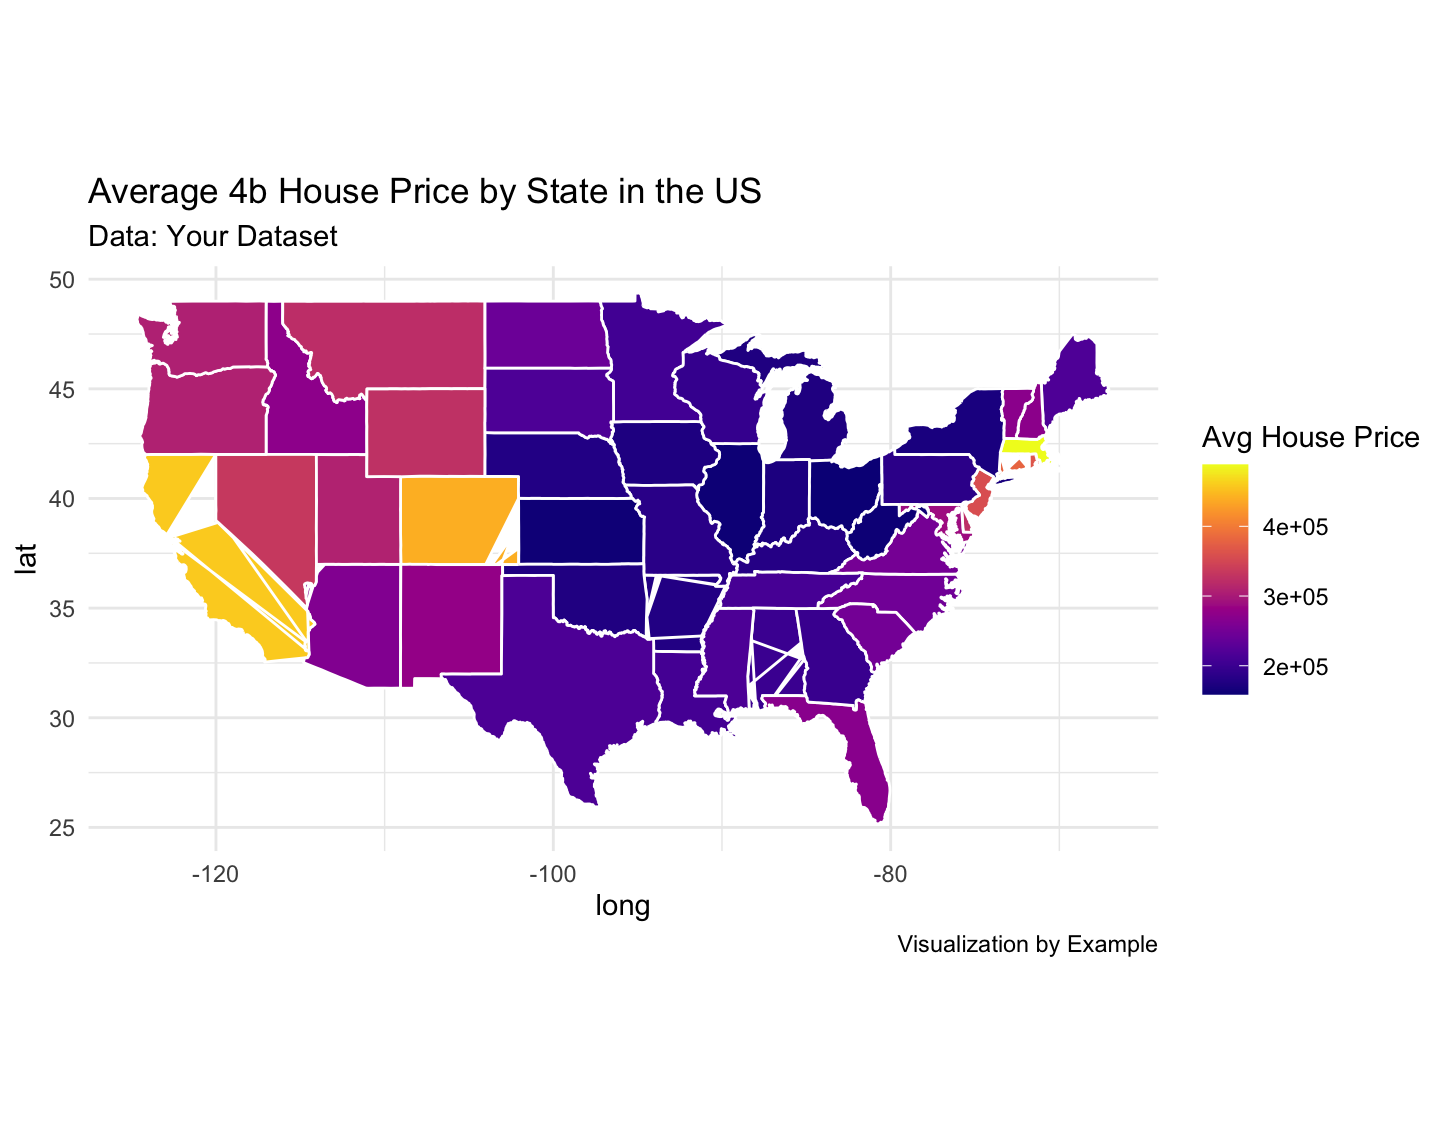 Average 4b House Price by State in the US
Data: Your Dataset
50
45
40
35
30
25
lat
-120
-100
-80
long
Avg House Price
4e+05
3e+05
2e+05
Visualization by Example